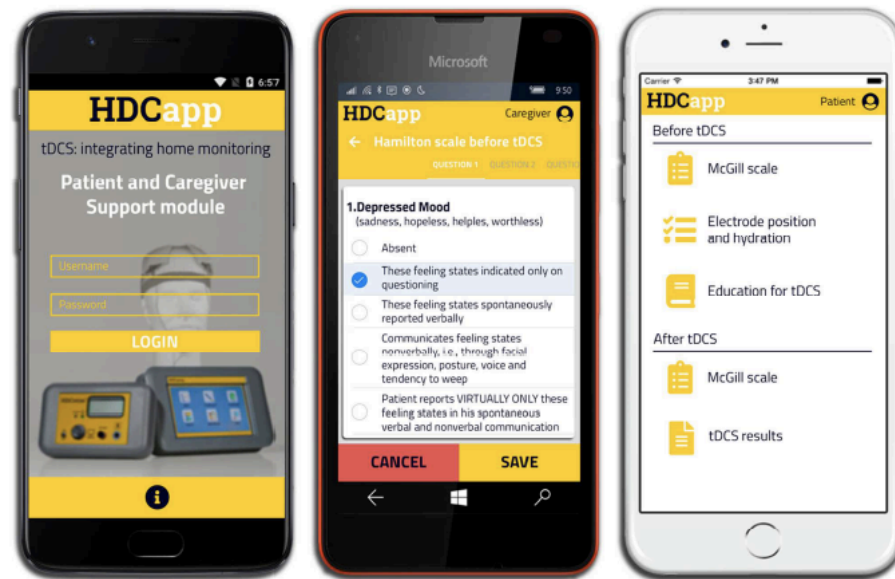 6:57
HDCapp
tDCS: integrating home monitoring
Patient and Caregiver
Support module
Username
Password
LOGIN
Microsoft
9:50
HDCapp
Caregiver
Hamilton scale before tDCS
QUESTION 1 QUESTION 2 QUESTIO
1.Depressed Mood
(sadness, hopeless, helples, worthless)
Absent
These feeling states indicated only on
questioning
These feeling states spontaneously
reported verbally
Communicates feeling states
nonverbally, i.e., through facial
expression, posture, voice and
tendency to weep
Patient reports VIRTUALLY ONLY these
feeling states in his spontaneous
verbal and nonverbal communication
CANCEL
SAVE
Carrier
3:47 PM
HDCapp
Patient
Before tDCS
McGill scale
Electrode position
and hydration
Education for tDCS
After tDCS
McGill scale
tDCS results